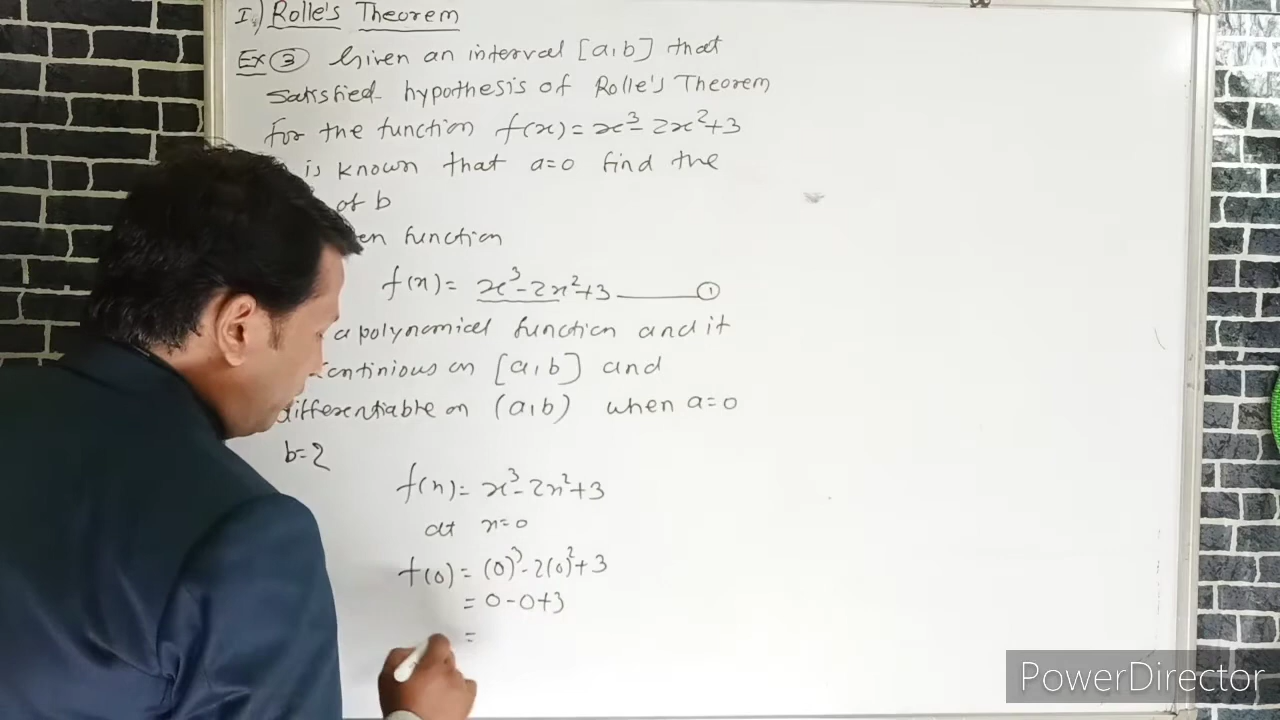 I.) Rolle's Theorem
Ex ③ Given an interval [a,b] that
satisfied hypothesis of Rolle's Theorem
for the function f(x) = x³ - 2x² + 3
is known that a=0 find the
of b
en function
f(x) = x³ - 2x² + 3 ——— ①
a polynomical function and it
continious on [a,b] and
differentiable on (a,b) when a=0
b=2
f(x) = x³ - 2x² + 3
at x=0
f(0) = (0)³ - 2(0)² + 3
= 0 - 0 + 3
=
PowerDirector